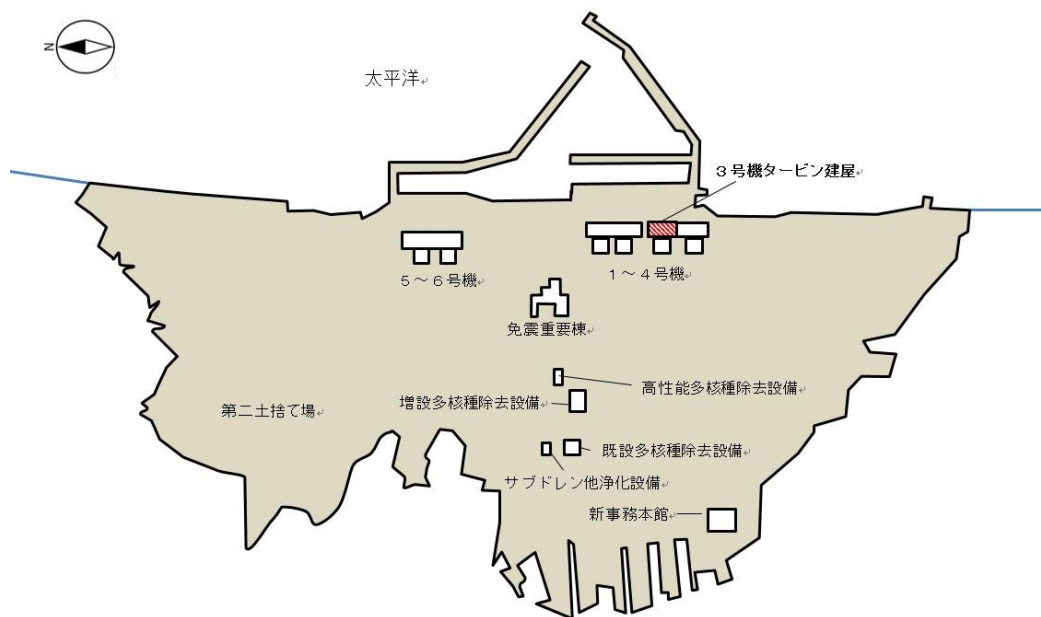 N
太平洋
3号機タービン建屋
5～6号機
1～4号機
免震重要棟
高性能多核種除去設備
増設多核種除去設備
第二土捨て場
既設多核種除去設備
サブドレン他浄化設備
新事務本館